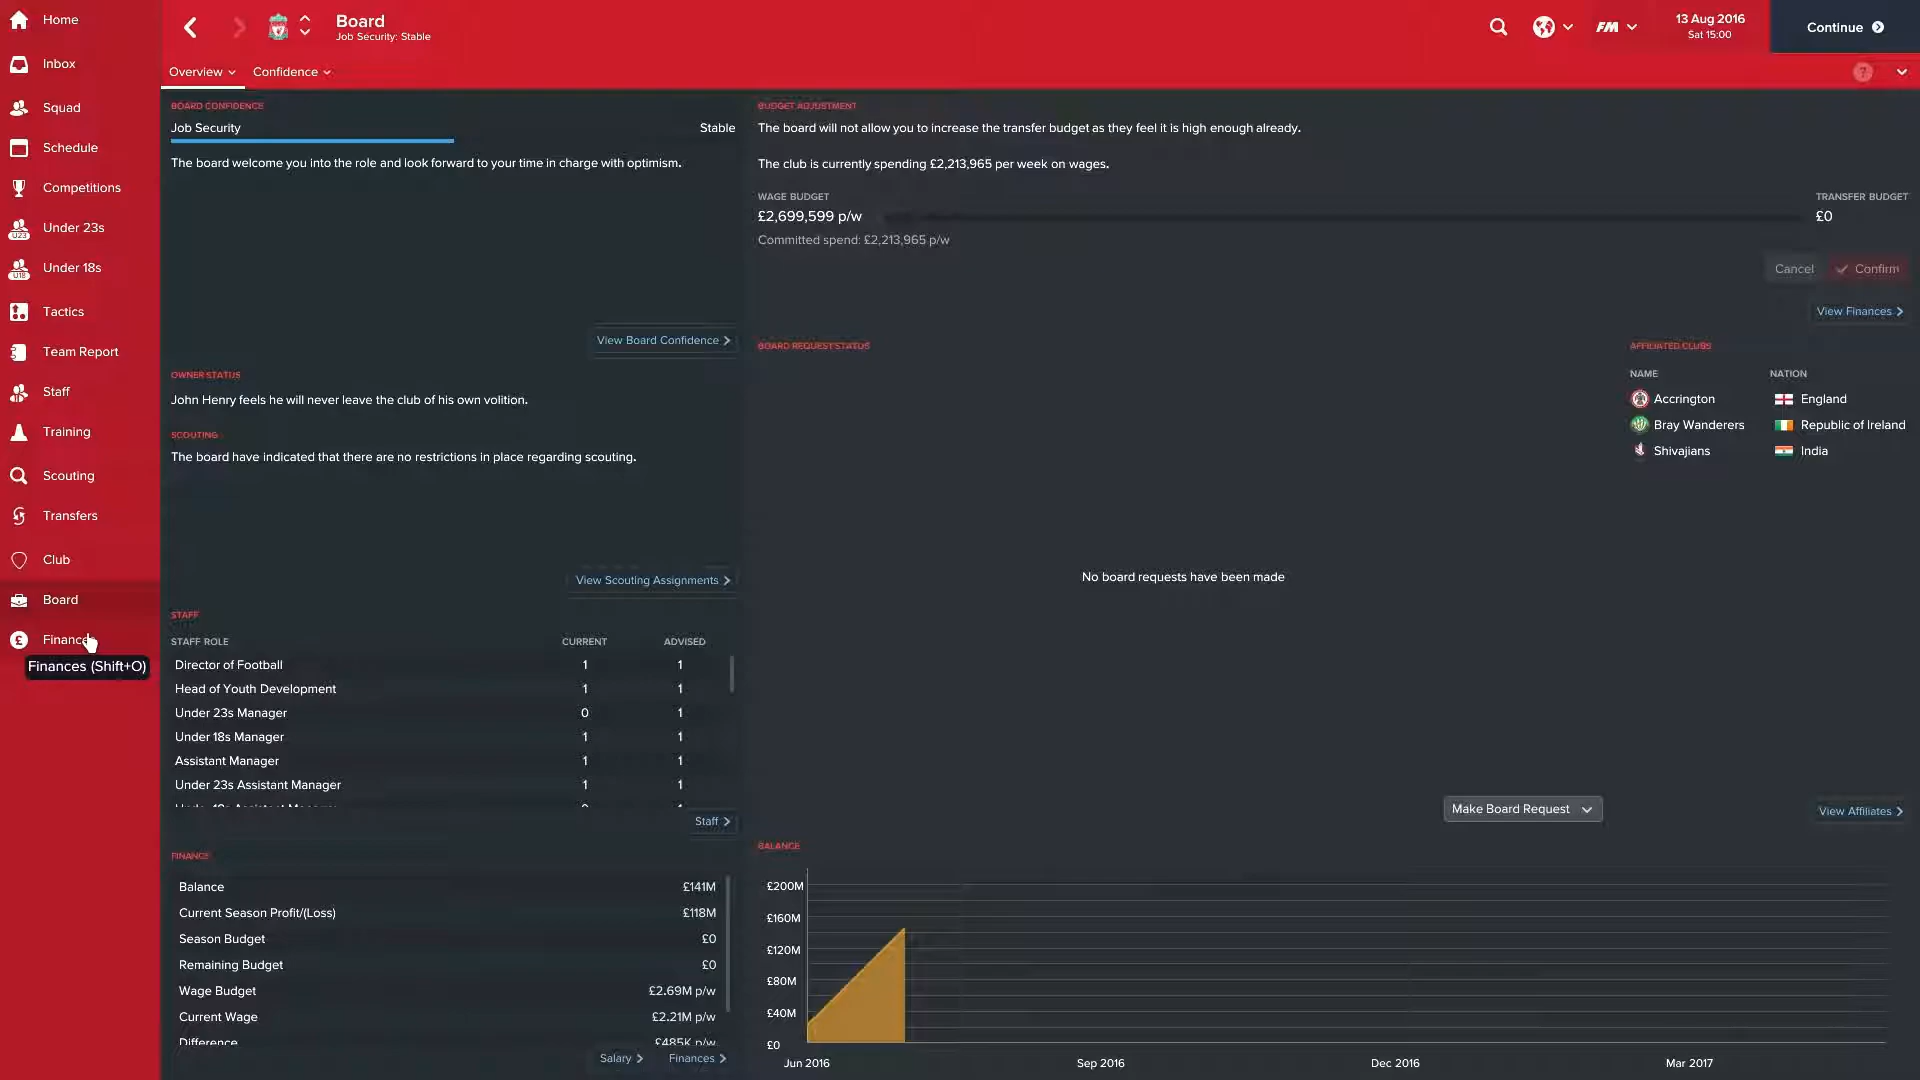 Home
Inbox
Squad
Schedule
Competitions
Under 23s
U23
Under 18s
U18
Tactics
Team Report
Staff
Training
Scouting
Transfers
Club
Board
Finances (Shift+O)
Board
Job Security: Stable
FM
13 Aug 2016
Sat 15:00
Continue
Overview
Confidence
?
BOARD CONFIDENCE
Job Security
Stable
The board welcome you into the role and look forward to your time in charge with optimism.
View Board Confidence
OWNER STATUS
John Henry feels he will never leave the club of his own volition.
SCOUTING
The board have indicated that there are no restrictions in place regarding scouting.
View Scouting Assignments
STAFF
STAFF ROLE CURRENT ADVISED
Director of Football 1 1
Head of Youth Development 1 1
Under 23s Manager 0 1
Under 18s Manager 1 1
Assistant Manager 1 1
Under 23s Assistant Manager 1 1
Staff
FINANCE
Balance £141M
Current Season Profit/(Loss) £118M
Season Budget £0
Remaining Budget £0
Wage Budget £2.69M p/w
Current Wage £2.21M p/w
Difference £485K p/w
Salary Finances
BUDGET ADJUSTMENT
The board will not allow you to increase the transfer budget as they feel it is high enough already.
The club is currently spending £2,213,965 per week on wages.
WAGE BUDGET TRANSFER BUDGET
£2,699,599 p/w £0
Committed spend: £2,213,965 p/w
Cancel Confirm
View Finances
BOARD REQUEST STATUS
No board requests have been made
Make Board Request
AFFILIATED CLUBS
NAME NATION
Accrington England
Bray Wanderers Republic of Ireland
Shivajians India
View Affiliates
BALANCE
£200M
£160M
£120M
£80M
£40M
£0
Jun 2016 Sep 2016 Dec 2016 Mar 2017